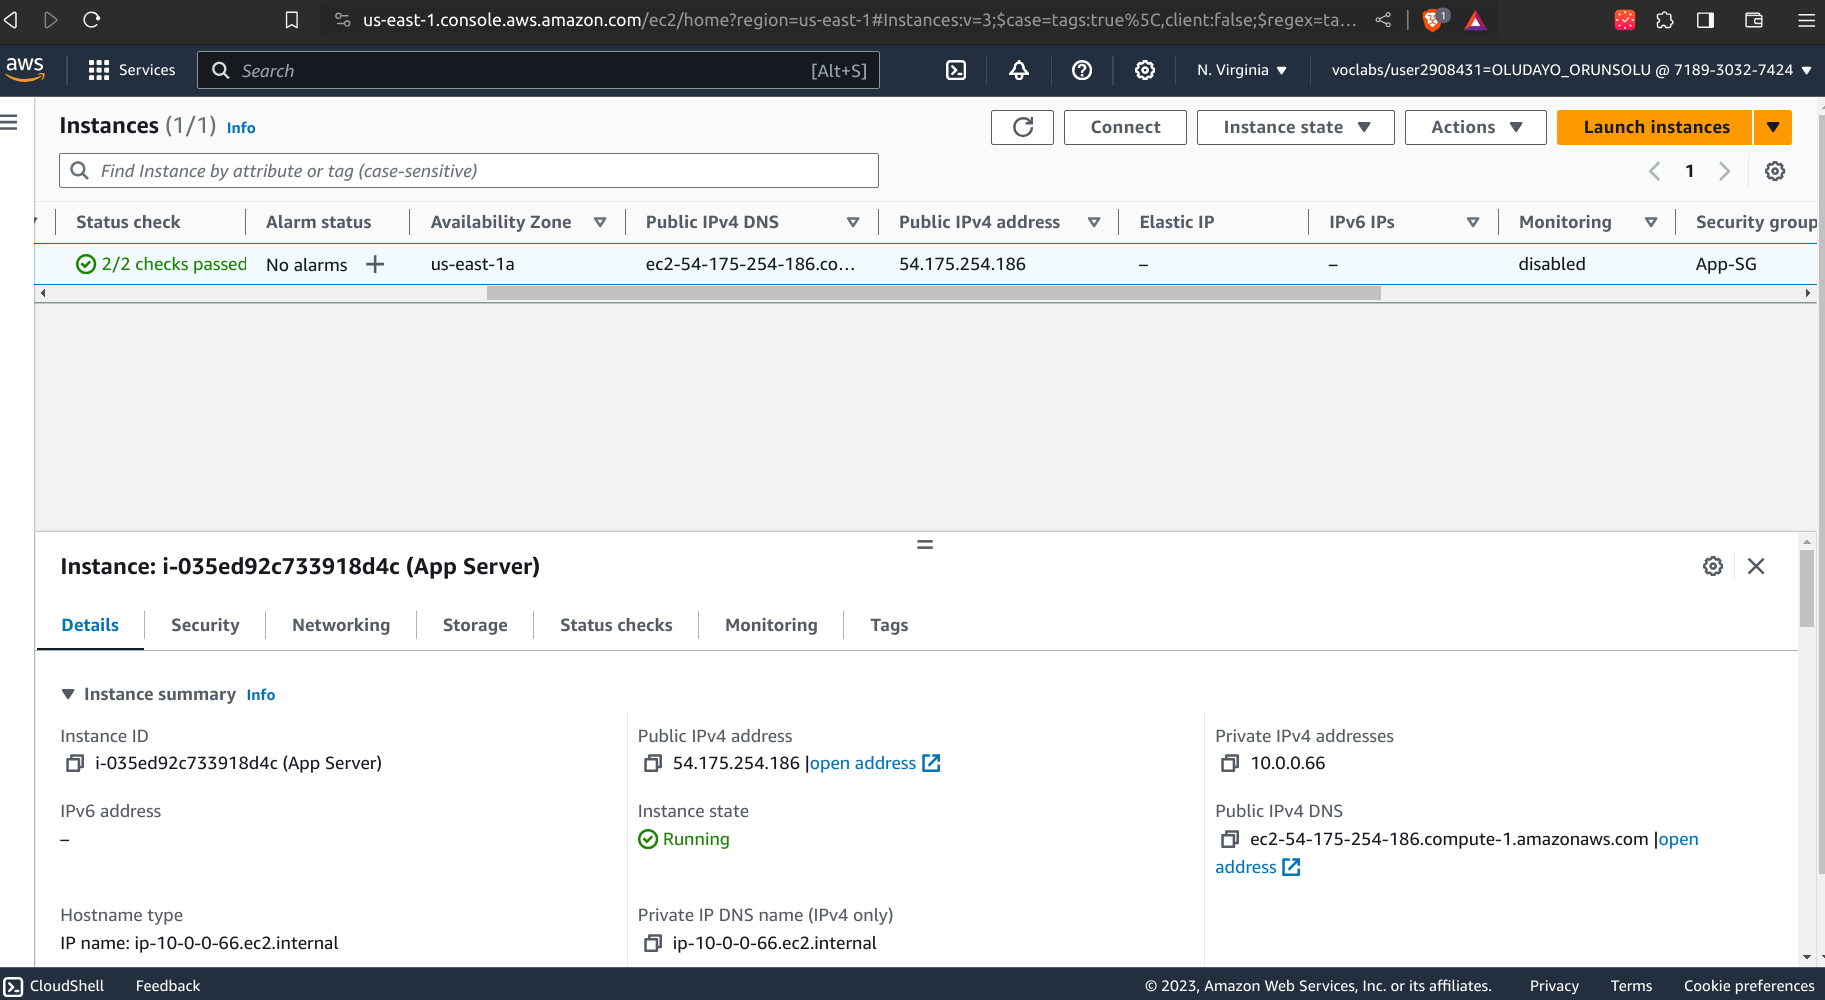 us-east-1.console.aws.amazon.com/ec2/home?region=us-east-1#Instances:v=3;$case=tags:true%5C,client:false;$regex=ta...
1
aws
Services
Search
[Alt+S]
N. Virginia
voclabs/user2908431=OLUDAYO_ORUNSOLU @ 7189-3032-7424
Instances (1/1) Info
Connect
Instance state
Actions
Launch instances
Find Instance by attribute or tag (case-sensitive)
1
Status check
Alarm status
Availability Zone
Public IPv4 DNS
Public IPv4 address
Elastic IP
IPv6 IPs
Monitoring
Security group
2/2 checks passed
No alarms
us-east-1a
ec2-54-175-254-186.co...
54.175.254.186
–
–
disabled
App-SG
Instance: i-035ed92c733918d4c (App Server)
Details
Security
Networking
Storage
Status checks
Monitoring
Tags
Instance summary Info
Instance ID
i-035ed92c733918d4c (App Server)
Public IPv4 address
54.175.254.186 |open address
Private IPv4 addresses
10.0.0.66
IPv6 address
–
Instance state
Running
Public IPv4 DNS
ec2-54-175-254-186.compute-1.amazonaws.com |open
address
Hostname type
IP name: ip-10-0-0-66.ec2.internal
Private IP DNS name (IPv4 only)
ip-10-0-0-66.ec2.internal
CloudShell
Feedback
© 2023, Amazon Web Services, Inc. or its affiliates.
Privacy
Terms
Cookie preferences